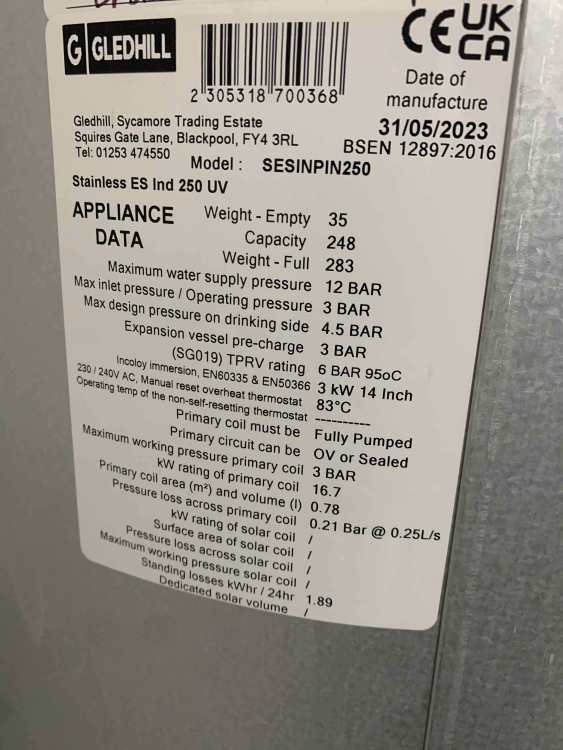 G GLEDHILL
2 305318 700368
CE UK CA
Date of
manufacture
31/05/2023
BSEN 12897:2016
Gledhill, Sycamore Trading Estate
Squires Gate Lane, Blackpool, FY4 3RL
Tel: 01253 474550
Model : SESINPIN250
Stainless ES Ind 250 UV
APPLIANCE
DATA
Weight - Empty 35
Capacity 248
Weight - Full 283
Maximum water supply pressure 12 BAR
Max inlet pressure / Operating pressure 3 BAR
Max design pressure on drinking side 4.5 BAR
Expansion vessel pre-charge 3 BAR
(SG019) TPRV rating 6 BAR 95oC
Incoloy immersion, EN60335 & EN50366 3 kW 14 Inch
230 / 240V AC, Manual reset overheat thermostat 83°C
Operating temp of the non-self-resetting thermostat ----------
Primary coil must be Fully Pumped
Primary circuit can be OV or Sealed
Maximum working pressure primary coil 3 BAR
kW rating of primary coil 16.7
Primary coil area (m²) and volume (l) 0.78
Pressure loss across primary coil 0.21 Bar @ 0.25L/s
kW rating of solar coil /
Surface area of solar coil /
Pressure loss across solar coil /
Maximum working pressure solar coil /
Standing losses kWhr / 24hr 1.89
Dedicated solar volume /